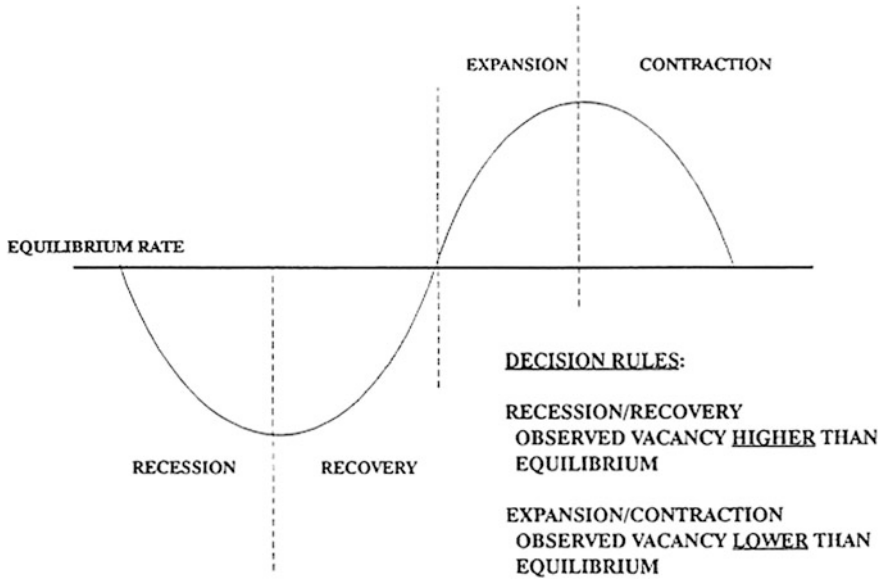 EXPANSION
CONTRACTION
EQUILIBRIUM RATE
RECESSION
RECOVERY
DECISION RULES:
RECESSION/RECOVERY
OBSERVED VACANCY HIGHER THAN
EQUILIBRIUM
EXPANSION/CONTRACTION
OBSERVED VACANCY LOWER THAN
EQUILIBRIUM